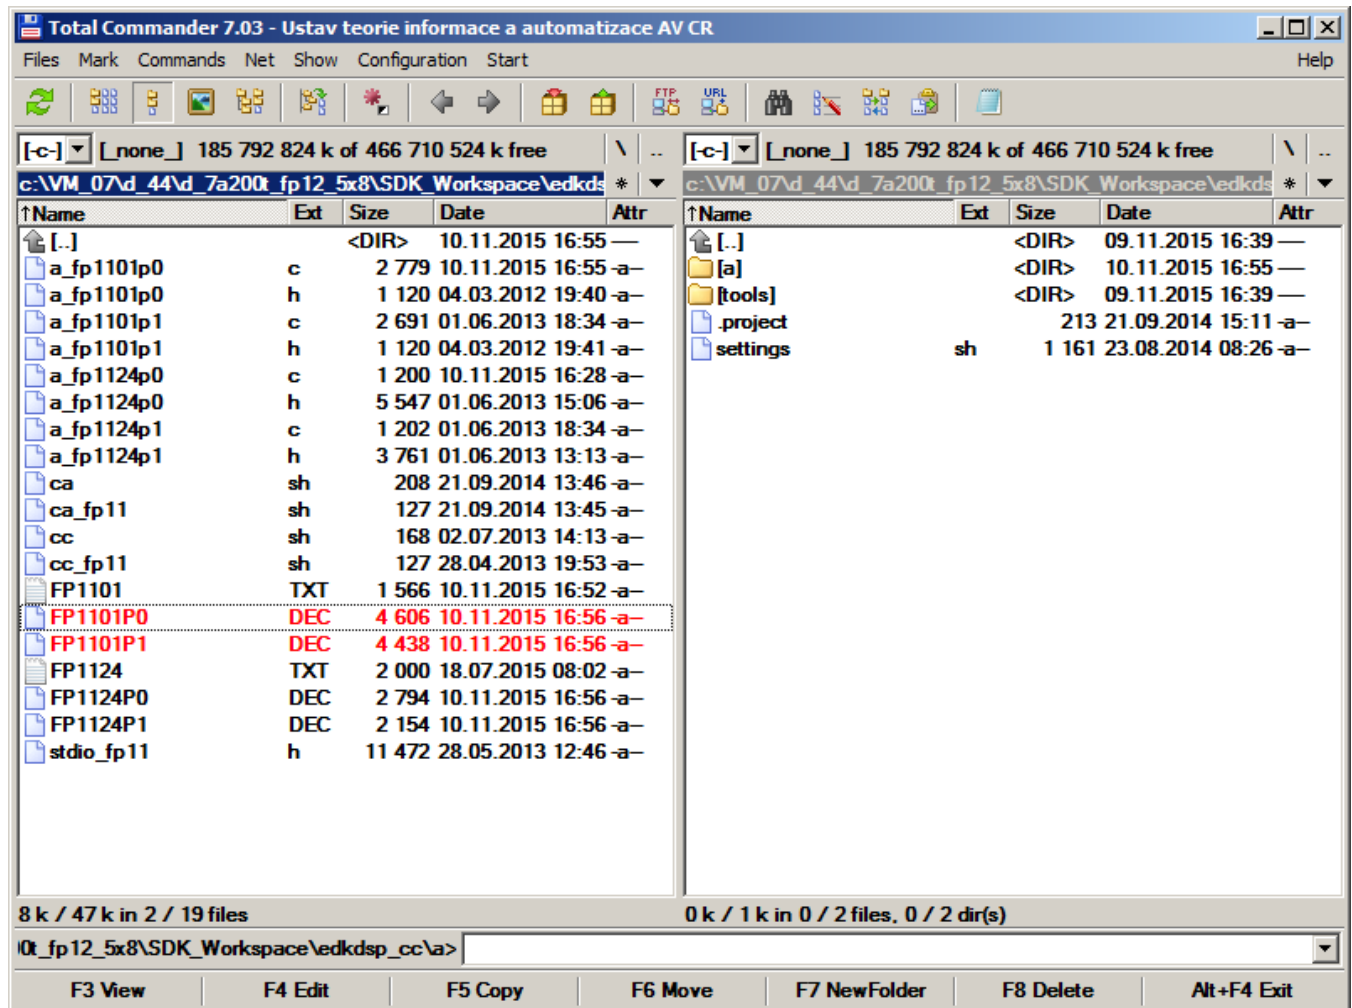 Total Commander 7.03 - Ustav teorie informace a automatizace AV CR
Files Mark Commands Net Show Configuration Start Help
FTP URL
[-c-] [_none_] 185 792 824 k of 466 710 524 k free \ ..
c:\VM_07\d_44\d_7a200t_fp12_5x8\SDK_Workspace\edkds * ▼
↑Name Ext Size Date Attr
[..] <DIR> 10.11.2015 16:55 ----
a_fp1101p0 c 2 779 10.11.2015 16:55 -a--
a_fp1101p0 h 1 120 04.03.2012 19:40 -a--
a_fp1101p1 c 2 691 01.06.2013 18:34 -a--
a_fp1101p1 h 1 120 04.03.2012 19:41 -a--
a_fp1124p0 c 1 200 10.11.2015 16:28 -a--
a_fp1124p0 h 5 547 01.06.2013 15:06 -a--
a_fp1124p1 c 1 202 01.06.2013 18:34 -a--
a_fp1124p1 h 3 761 01.06.2013 13:13 -a--
ca sh 208 21.09.2014 13:46 -a--
ca_fp11 sh 127 21.09.2014 13:45 -a--
cc sh 168 02.07.2013 14:13 -a--
cc_fp11 sh 127 28.04.2013 19:53 -a--
FP1101 TXT 1 566 10.11.2015 16:52 -a--
FP1101P0 DEC 4 606 10.11.2015 16:56 -a--
FP1101P1 DEC 4 438 10.11.2015 16:56 -a--
FP1124 TXT 2 000 18.07.2015 08:02 -a--
FP1124P0 DEC 2 794 10.11.2015 16:56 -a--
FP1124P1 DEC 2 154 10.11.2015 16:56 -a--
stdio_fp11 h 11 472 28.05.2013 12:46 -a--
8 k / 47 k in 2 / 19 files
[-c-] [_none_] 185 792 824 k of 466 710 524 k free \ ..
c:\VM_07\d_44\d_7a200t_fp12_5x8\SDK_Workspace\edkds * ▼
↑Name Ext Size Date Attr
[..] <DIR> 09.11.2015 16:39 ----
[a] <DIR> 10.11.2015 16:55 ----
[tools] <DIR> 09.11.2015 16:39 ----
.project 213 21.09.2014 15:11 -a--
settings sh 1 161 23.08.2014 08:26 -a--
0 k / 1 k in 0 / 2 files, 0 / 2 dir(s)
0t_fp12_5x8\SDK_Workspace\edkdsp_cc\a>
F3 View F4 Edit F5 Copy F6 Move F7 NewFolder F8 Delete Alt+F4 Exit